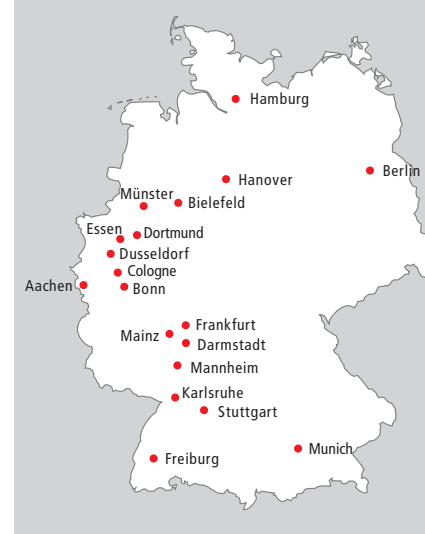 Hamburg
Berlin
Hanover
Münster
Bielefeld
Essen
Dortmund
Dusseldorf
Cologne
Aachen
Bonn
Frankfurt
Mainz
Darmstadt
Mannheim
Karlsruhe
Stuttgart
Munich
Freiburg